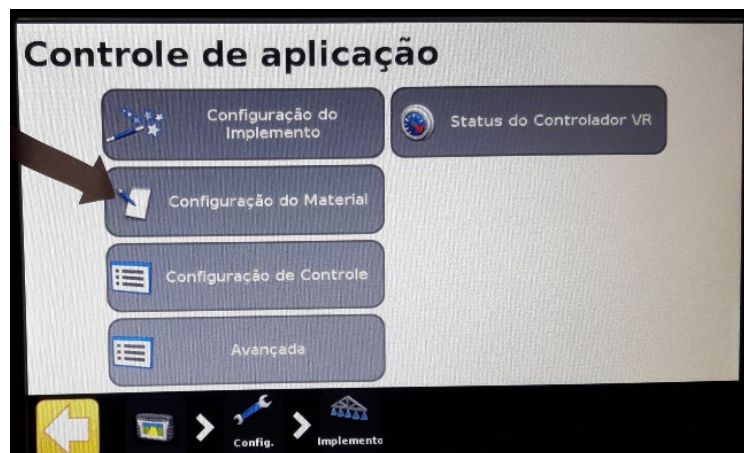 Controle de aplicação
Configuração do
Implemento
Status do Controlador VR
Configuração do Material
Configuração de Controle
Avançada
Config.
Implemento